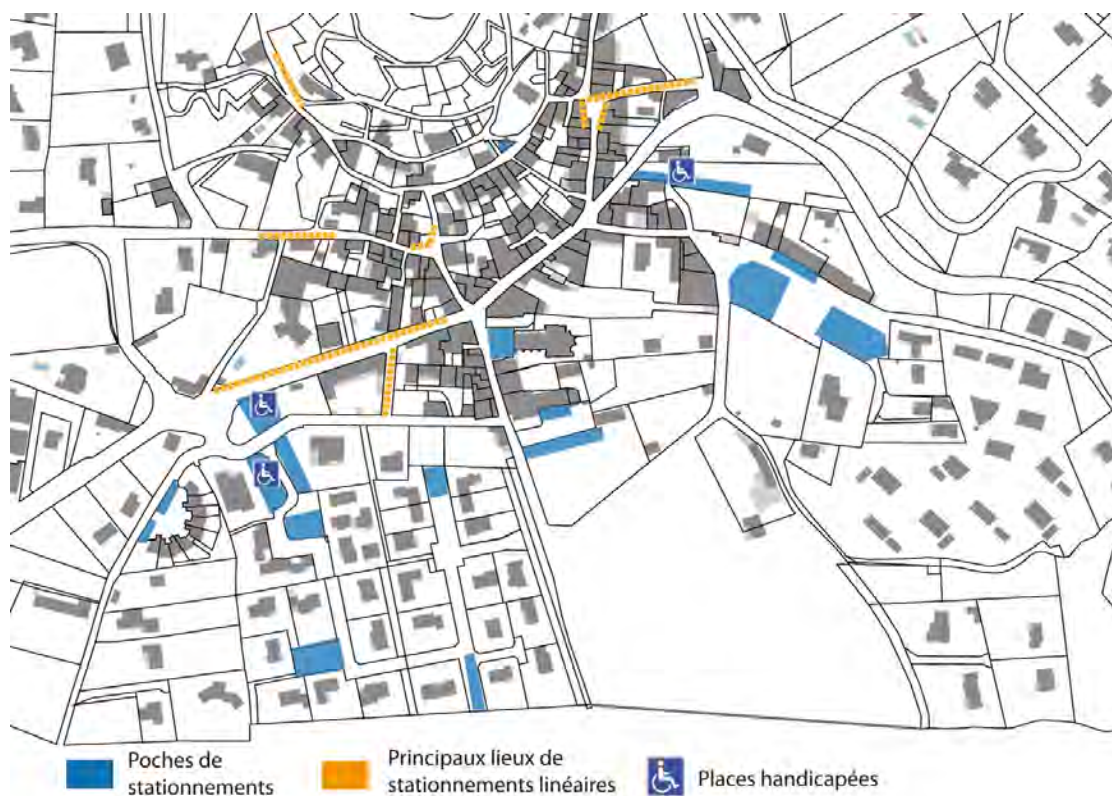 Poches de
stationnements
Principaux lieux de
stationnements linéaires
Places handicapées